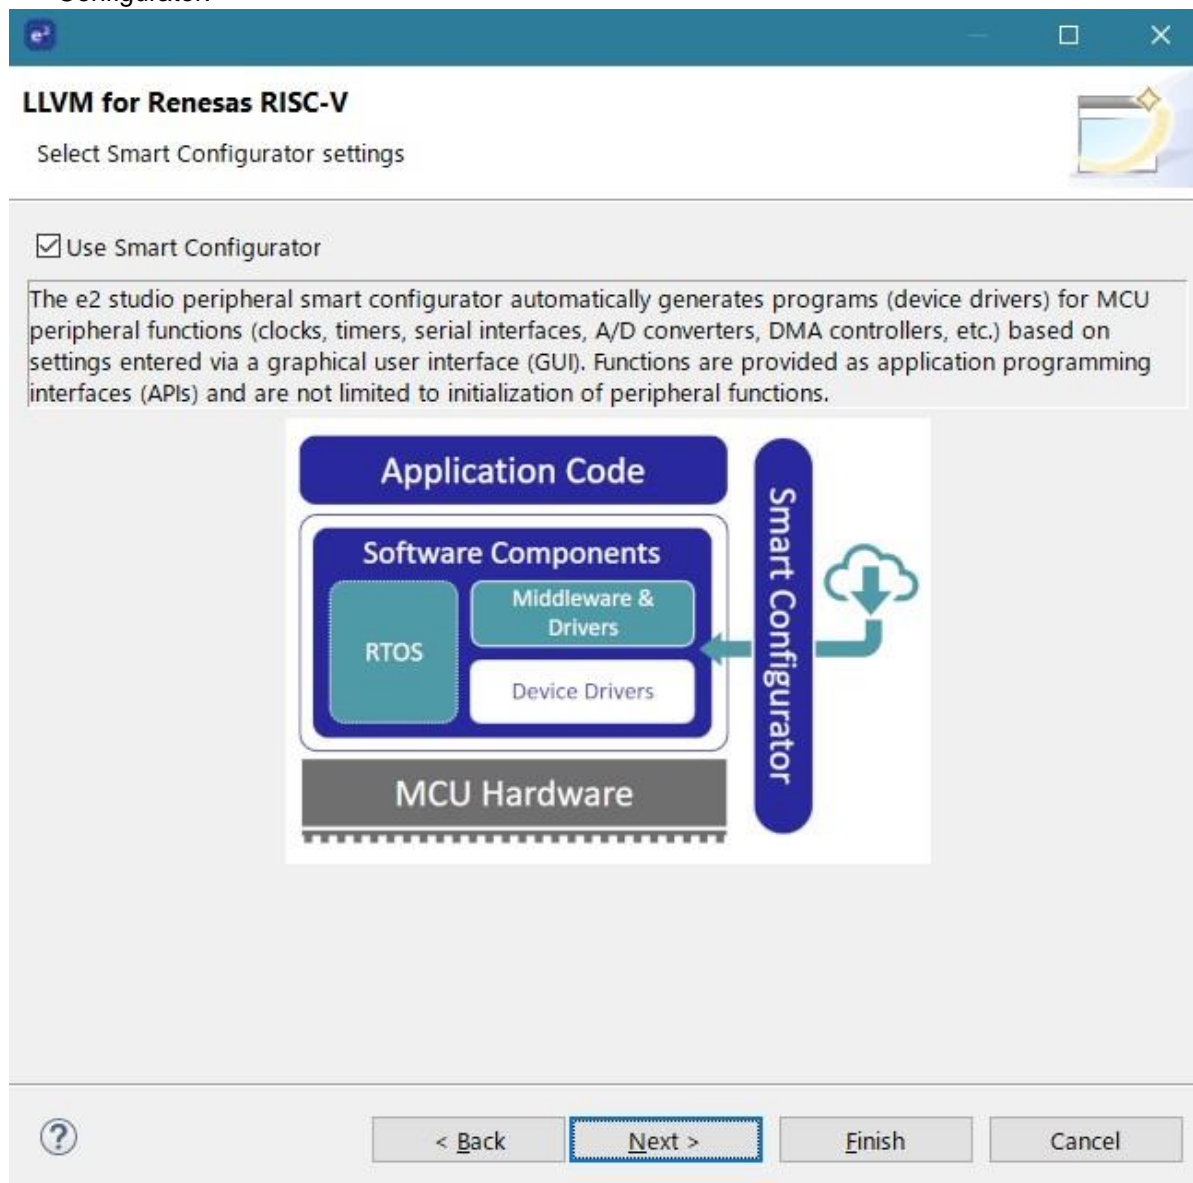 Configurator.
e²
LLVM for Renesas RISC-V
Select Smart Configurator settings
Use Smart Configurator
The e2 studio peripheral smart configurator automatically generates programs (device drivers) for MCU
peripheral functions (clocks, timers, serial interfaces, A/D converters, DMA controllers, etc.) based on
settings entered via a graphical user interface (GUI). Functions are provided as application programming
interfaces (APIs) and are not limited to initialization of peripheral functions.
Application Code
Software Components
RTOS
Middleware &
Drivers
Device Drivers
MCU Hardware
Smart Configurator
?
< Back
Next >
Finish
Cancel